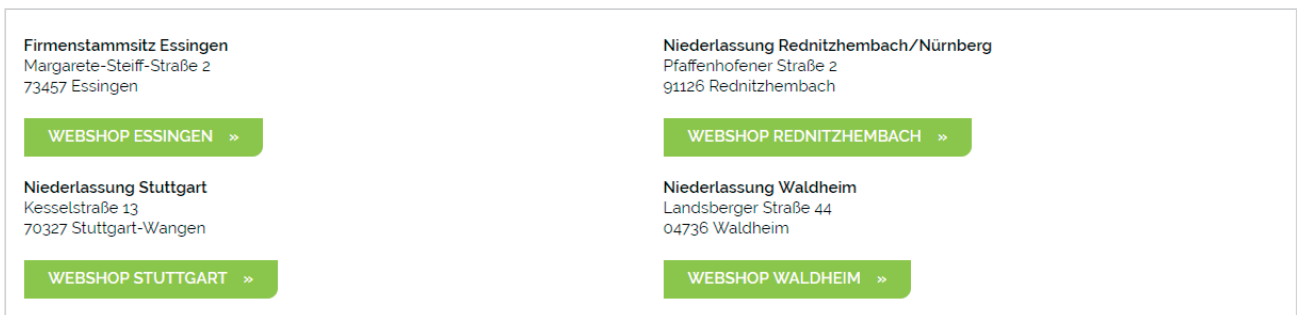 Firmenstammsitz Essingen
Margarete-Steiff-Straße 2
73457 Essingen
WEBSHOP ESSINGEN »
Niederlassung Rednitzhembach/Nürnberg
Pfaffenhofener Straße 2
91126 Rednitzhembach
WEBSHOP REDNITZHEMBACH »
Niederlassung Stuttgart
Kesselstraße 13
70327 Stuttgart-Wangen
WEBSHOP STUTTGART »
Niederlassung Waldheim
Landsberger Straße 44
04736 Waldheim
WEBSHOP WALDHEIM »